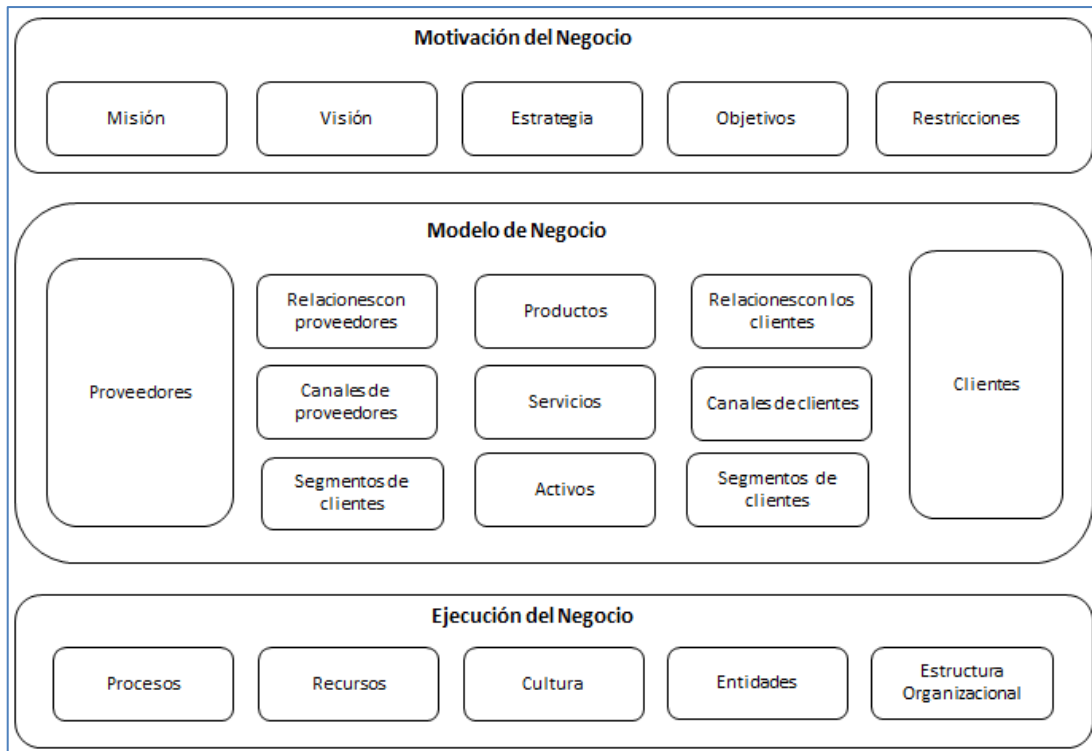 Motivación del Negocio
Misión
Visión
Estrategia
Objetivos
Restricciones
Modelo de Negocio
Proveedores
Relacionescon
proveedores
Productos
Relacionescon los
clientes
Clientes
Canales de
proveedores
Servicios
Canales de clientes
Segmentos de
clientes
Activos
Segmentos de
clientes
Ejecución del Negocio
Procesos
Recursos
Cultura
Entidades
Estructura
Organizacional